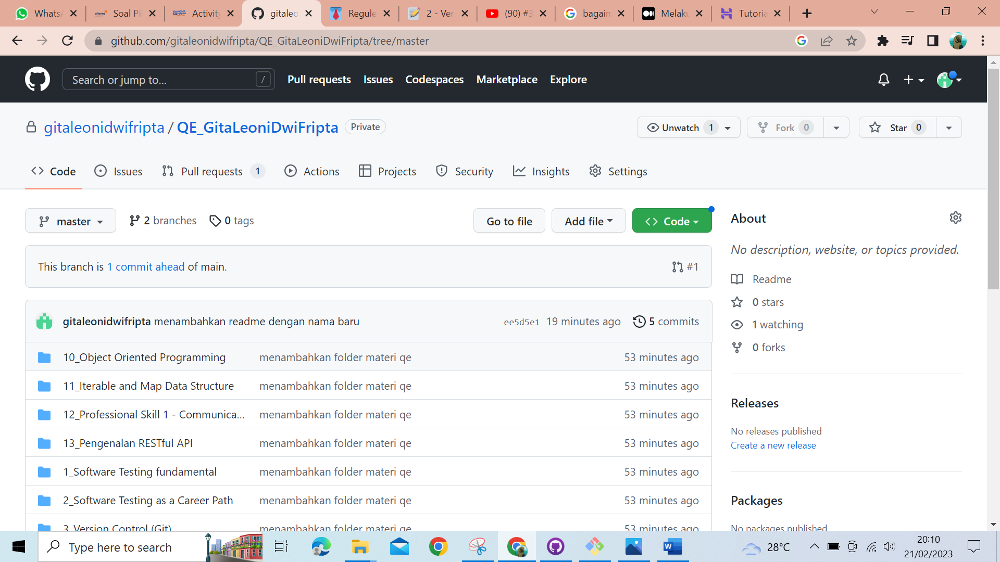 WhatsA
alterra
Soal Pil
Kampus Merdeka
Activity
gitaleo
Regule
2 - Ver
(90) #3
bagaim
Melaku
Tutoria
github.com/gitaleonidwifripta/QE_GitaLeoniDwiFripta/tree/master
Search or jump to... /
Pull requests Issues Codespaces Marketplace Explore
gitaleonidwifripta / QE_GitaLeoniDwiFripta Private
Unwatch 1 Fork 0 Star 0
Code Issues Pull requests 1 Actions Projects Security Insights Settings
master 2 branches 0 tags Go to file Add file Code
This branch is 1 commit ahead of main. #1
gitaleonidwifripta menambahkan readme dengan nama baru ee5d5e1 19 minutes ago 5 commits
10_Object Oriented Programming menambahkan folder materi qe 53 minutes ago
11_Iterable and Map Data Structure menambahkan folder materi qe 53 minutes ago
12_Professional Skill 1 - Communica... menambahkan folder materi qe 53 minutes ago
13_Pengenalan RESTful API menambahkan folder materi qe 53 minutes ago
1_Software Testing fundamental menambahkan folder materi qe 53 minutes ago
2_Software Testing as a Career Path menambahkan folder materi qe 53 minutes ago
3_Version Control (Git) menambahkan folder materi qe 53 minutes ago
About
No description, website, or topics provided.
Readme
0 stars
1 watching
0 forks
Releases
No releases published
Create a new release
Packages
No packages published
Type here to search
28°C
20:10
21/02/2023